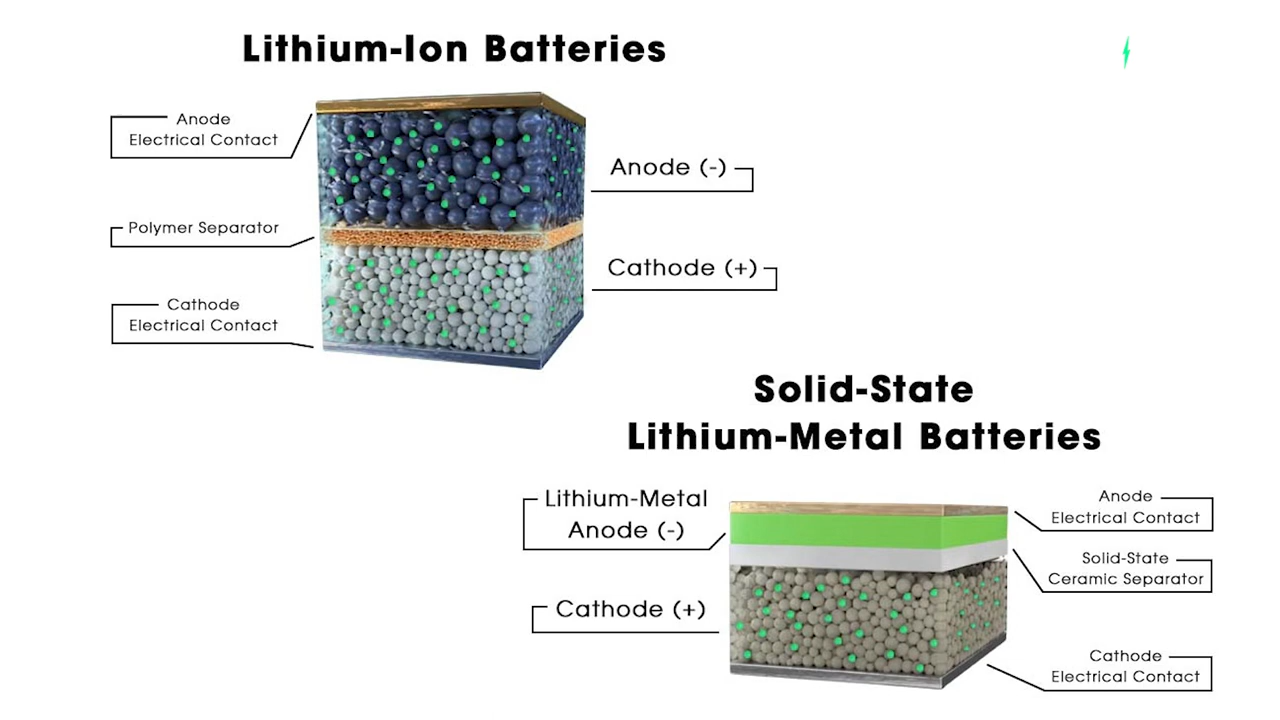 Lithium-Ion Batteries
Anode
Electrical Contact
Anode (-)
Polymer Separator
Cathode (+)
Cathode
Electrical Contact
Solid-State
Lithium-Metal Batteries
Lithium-Metal
Anode (-)
Anode
Electrical Contact
Solid-State
Ceramic Separator
Cathode (+)
Cathode
Electrical Contact